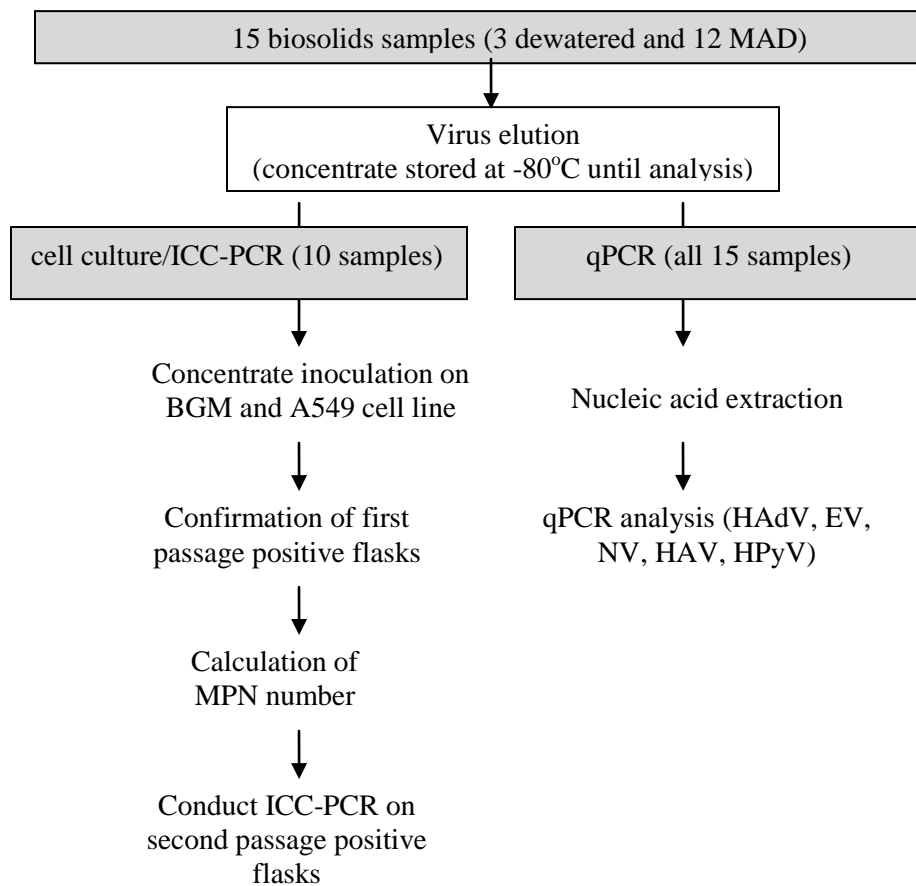 15 biosolids samples (3 dewatered and 12 MAD)
Virus elution
(concentrate stored at -80°C until analysis)
cell culture/ICC-PCR (10 samples)
Concentrate inoculation on
BGM and A549 cell line
Confirmation of first
passage positive flasks
Calculation of
MPN number
Conduct ICC-PCR on
second passage positive
flasks
qPCR (all 15 samples)
Nucleic acid extraction
qPCR analysis (HAdV, EV,
NV, HAV, HPyV)